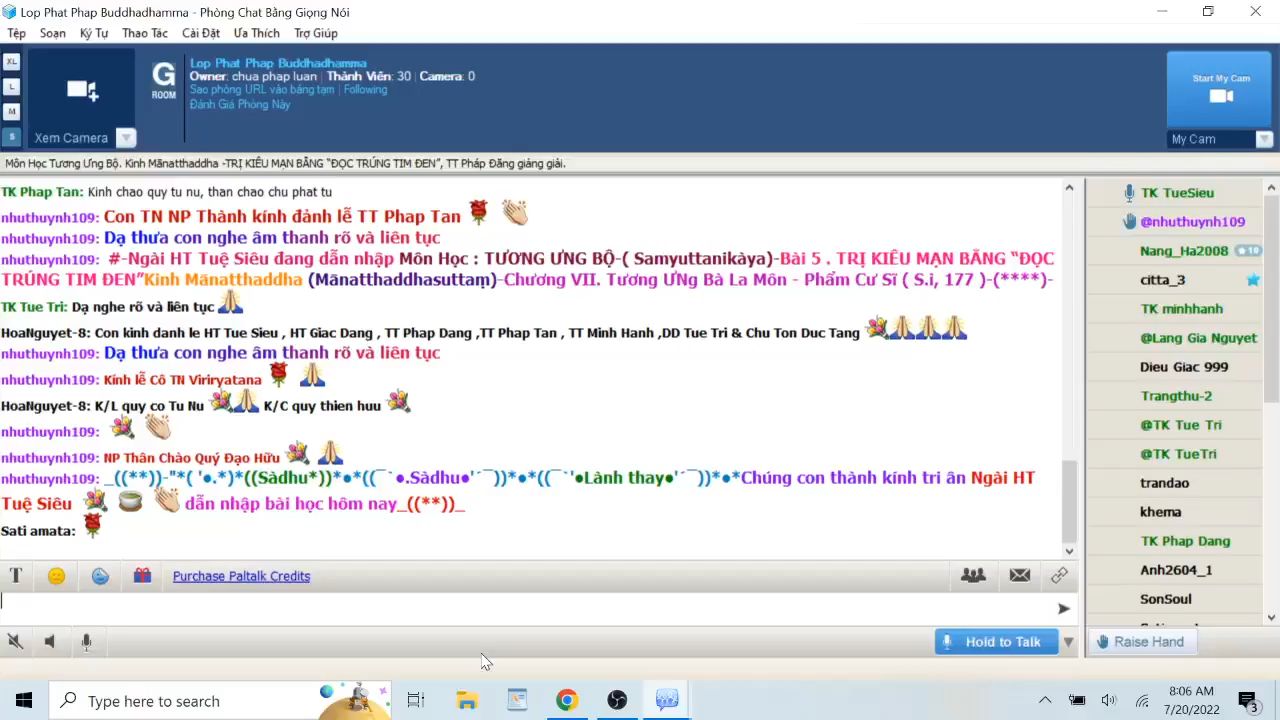 Lop Phat Phap Buddhadhamma - Phòng Chat Bằng Giọng Nói
Tệp Soạn Ký Tự Thao Tác Cài Đặt Ưa Thích Trợ Giúp
XL
L
M
S
Xem Camera
G
ROOM
Lop Phat Phap Buddhadhamma
Owner: chua phap luan | Thành Viên: 30 | Camera: 0
Sao phòng URL vào bảng tạm | Following
Đánh Giá Phòng Này
Start My Cam
My Cam
Môn Học Tương Ưng Bộ. Kinh Mānatthaddha -TRỊ KIÊU MẠN BẰNG “ĐỌC TRÚNG TIM ĐEN”, TT Pháp Đăng giảng giải.
TK Phap Tan: Kinh chao quy tu nu, than chao chu phat tu
nhuthuynh109: Con TN NP Thành kính đảnh lễ TT Phap Tan
nhuthuynh109: Dạ thưa con nghe âm thanh rõ và liên tục
nhuthuynh109: #-Ngài HT Tuệ Siêu đang dẫn nhập Môn Học : TƯƠNG ƯNG BỘ-( Samyuttanikàya)-Bài 5 . TRỊ KIÊU MẠN BẰNG “ĐỌC
TRÚNG TIM ĐEN”Kinh Mānatthaddha (Mānatthaddhasuttaṃ)-Chương VII. Tương ƯNg Bà La Môn - Phẩm Cư Sĩ ( S.i, 177 )-(****)-
TK Tue Tri: Dạ nghe rõ và liên tục
HoaNguyet-8: Con kinh danh le HT Tue Sieu , HT Giac Dang , TT Phap Dang ,TT Phap Tan , TT Minh Hanh ,DD Tue Tri & Chu Ton Duc Tang
nhuthuynh109: Dạ thưa con nghe âm thanh rõ và liên tục
nhuthuynh109: Kính lễ Cô TN Viriryatana
HoaNguyet-8: K/L quy co Tu Nu K/C quy thien huu
nhuthuynh109:
nhuthuynh109: NP Thân Chào Quý Đạo Hữu
nhuthuynh109: _((**))-"*( '●.*)*((Sàdhu*))*●*((¯`●.Sàdhu●'´¯))*●*((¯`'●Lành thay●'´¯))*●*Chúng con thành kính tri ân Ngài HT
Tuệ Siêu dẫn nhập bài học hôm nay_((**))_
Sati amata:
T
Purchase Paltalk Credits
Hold to Talk
TK TueSieu
@nhuthuynh109
Nang_Ha2008 10
citta_3
TK minhhanh
@Lang Gia Nguyet
Dieu Giac 999
Trangthu-2
@TK Tue Tri
@TK TueTri
trandao
khema
TK Phap Dang
Anh2604_1
SonSoul
Raise Hand
Type here to search
8:06 AM
7/20/2022
3